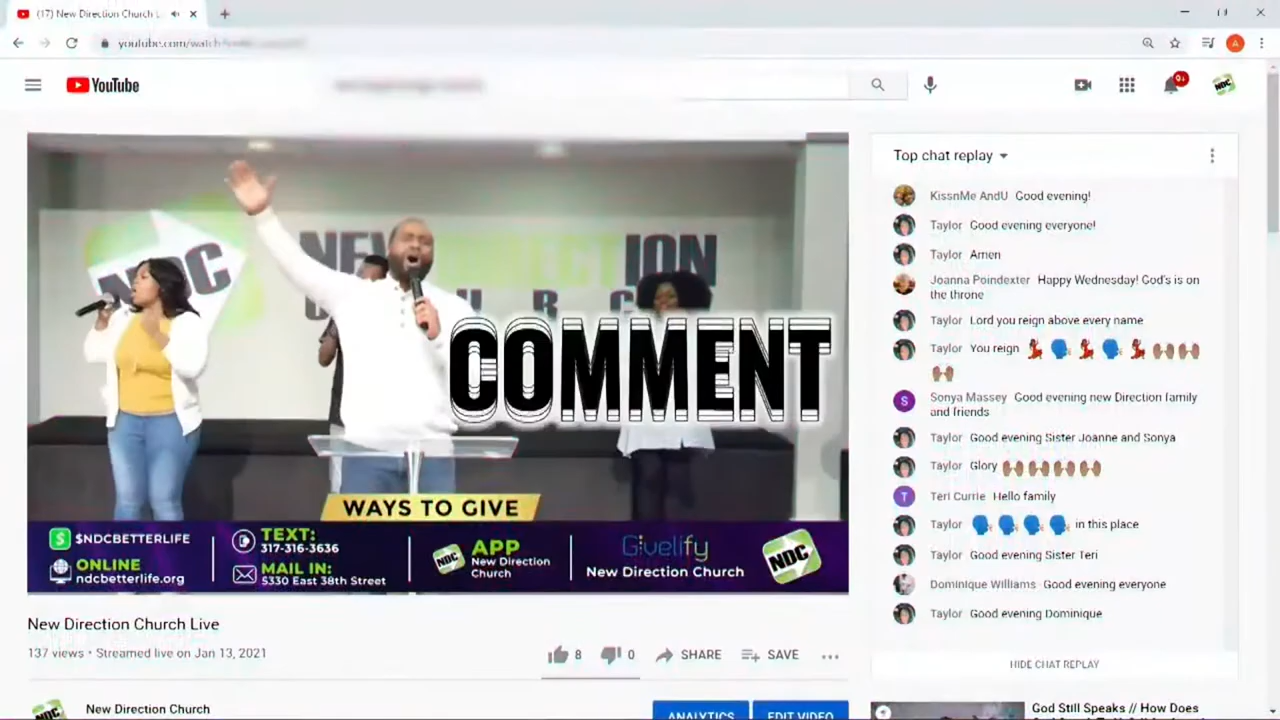 (17) New Direction Church L
youtube.com/watch
A
YouTube
9+
NDC
Top chat replay
KissnMe AndU Good evening!
Taylor Good evening everyone!
Taylor Amen
Joanna Poindexter Happy Wednesday! God's is on
the throne
Taylor Lord you reign above every name
Taylor You reign
S Sonya Massey Good evening new Direction family
and friends
Taylor Good evening Sister Joanne and Sonya
Taylor Glory
T Teri Currie Hello family
Taylor in this place
Taylor Good evening Sister Teri
Dominique Williams Good evening everyone
Taylor Good evening Dominique
HIDE CHAT REPLAY
NDC
COMMENT
WAYS TO GIVE
$NDCBETTERLIFE
ONLINE
ndcbetterlife.org
TEXT:
317-316-3636
MAIL IN:
5330 East 38th Street
NDC
APP
New Direction
Church
Givelify
New Direction Church
NDC
New Direction Church Live
137 views • Streamed live on Jan 13, 2021
8 0 SHARE SAVE
New Direction Church
ANALYTICS EDIT VIDEO
God Still Speaks // How Does